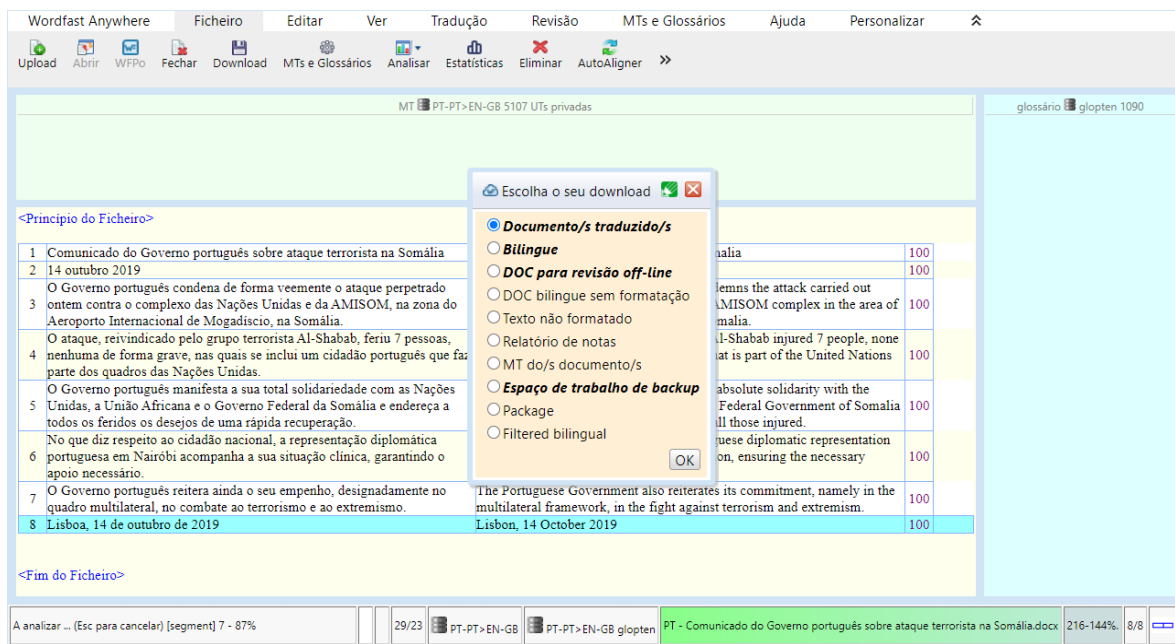 Wordfast Anywhere Ficheiro Editar Ver Tradução Revisão MTs e Glossários Ajuda Personalizar
Upload Abrir WFPo Fechar Download MTs e Glossários Analisar Estatísticas Eliminar AutoAligner
MT PT-PT>EN-GB 5107 UTs privadas
glossário glopten 1090
Escolha o seu download
Documento/s traduzido/s
Bilingue
DOC para revisão off-line
DOC bilingue sem formatação
Texto não formatado
Relatório de notas
MT do/s documento/s
Espaço de trabalho de backup
Package
Filtered bilingual
OK
<Princípio do Ficheiro>
1 Comunicado do Governo português sobre ataque terrorista na Somália alia 100
2 14 outubro 2019 100
O Governo português condena de forma veemente o ataque perpetrado demns the attack carried out
3 ontem contra o complexo das Nações Unidas e da AMISOM, na zona do AMISOM complex in the area of 100
Aeroporto Internacional de Mogadíscio, na Somália. malia.
O ataque, reivindicado pelo grupo terrorista Al-Shabab, feriu 7 pessoas, l-Shabab injured 7 people, none
4 nenhuma de forma grave, nas quais se inclui um cidadão português que faz at is part of the United Nations 100
parte dos quadros das Nações Unidas.
O Governo português manifesta a sua total solidariedade com as Nações absolute solidarity with the
5 Unidas, a União Africana e o Governo Federal da Somália e endereça a Federal Government of Somalia 100
todos os feridos os desejos de uma rápida recuperação. ll those injured.
No que diz respeito ao cidadão nacional, a representação diplomática uese diplomatic representation
6 portuguesa em Nairóbi acompanha a sua situação clínica, garantindo o on, ensuring the necessary 100
apoio necessário.
O Governo português reitera ainda o seu empenho, designadamente no The Portuguese Government also reiterates its commitment, namely in the
7 quadro multilateral, no combate ao terrorismo e ao extremismo. multilateral framework, in the fight against terrorism and extremism. 100
8 Lisboa, 14 de outubro de 2019 Lisbon, 14 October 2019 100
<Fim do Ficheiro>
A analizar ... (Esc para cancelar) [segment] 7 - 87% 29/23 PT-PT>EN-GB PT-PT>EN-GB glopten PT - Comunicado do Governo português sobre ataque terrorista na Somália.docx 216-144%. 8/8